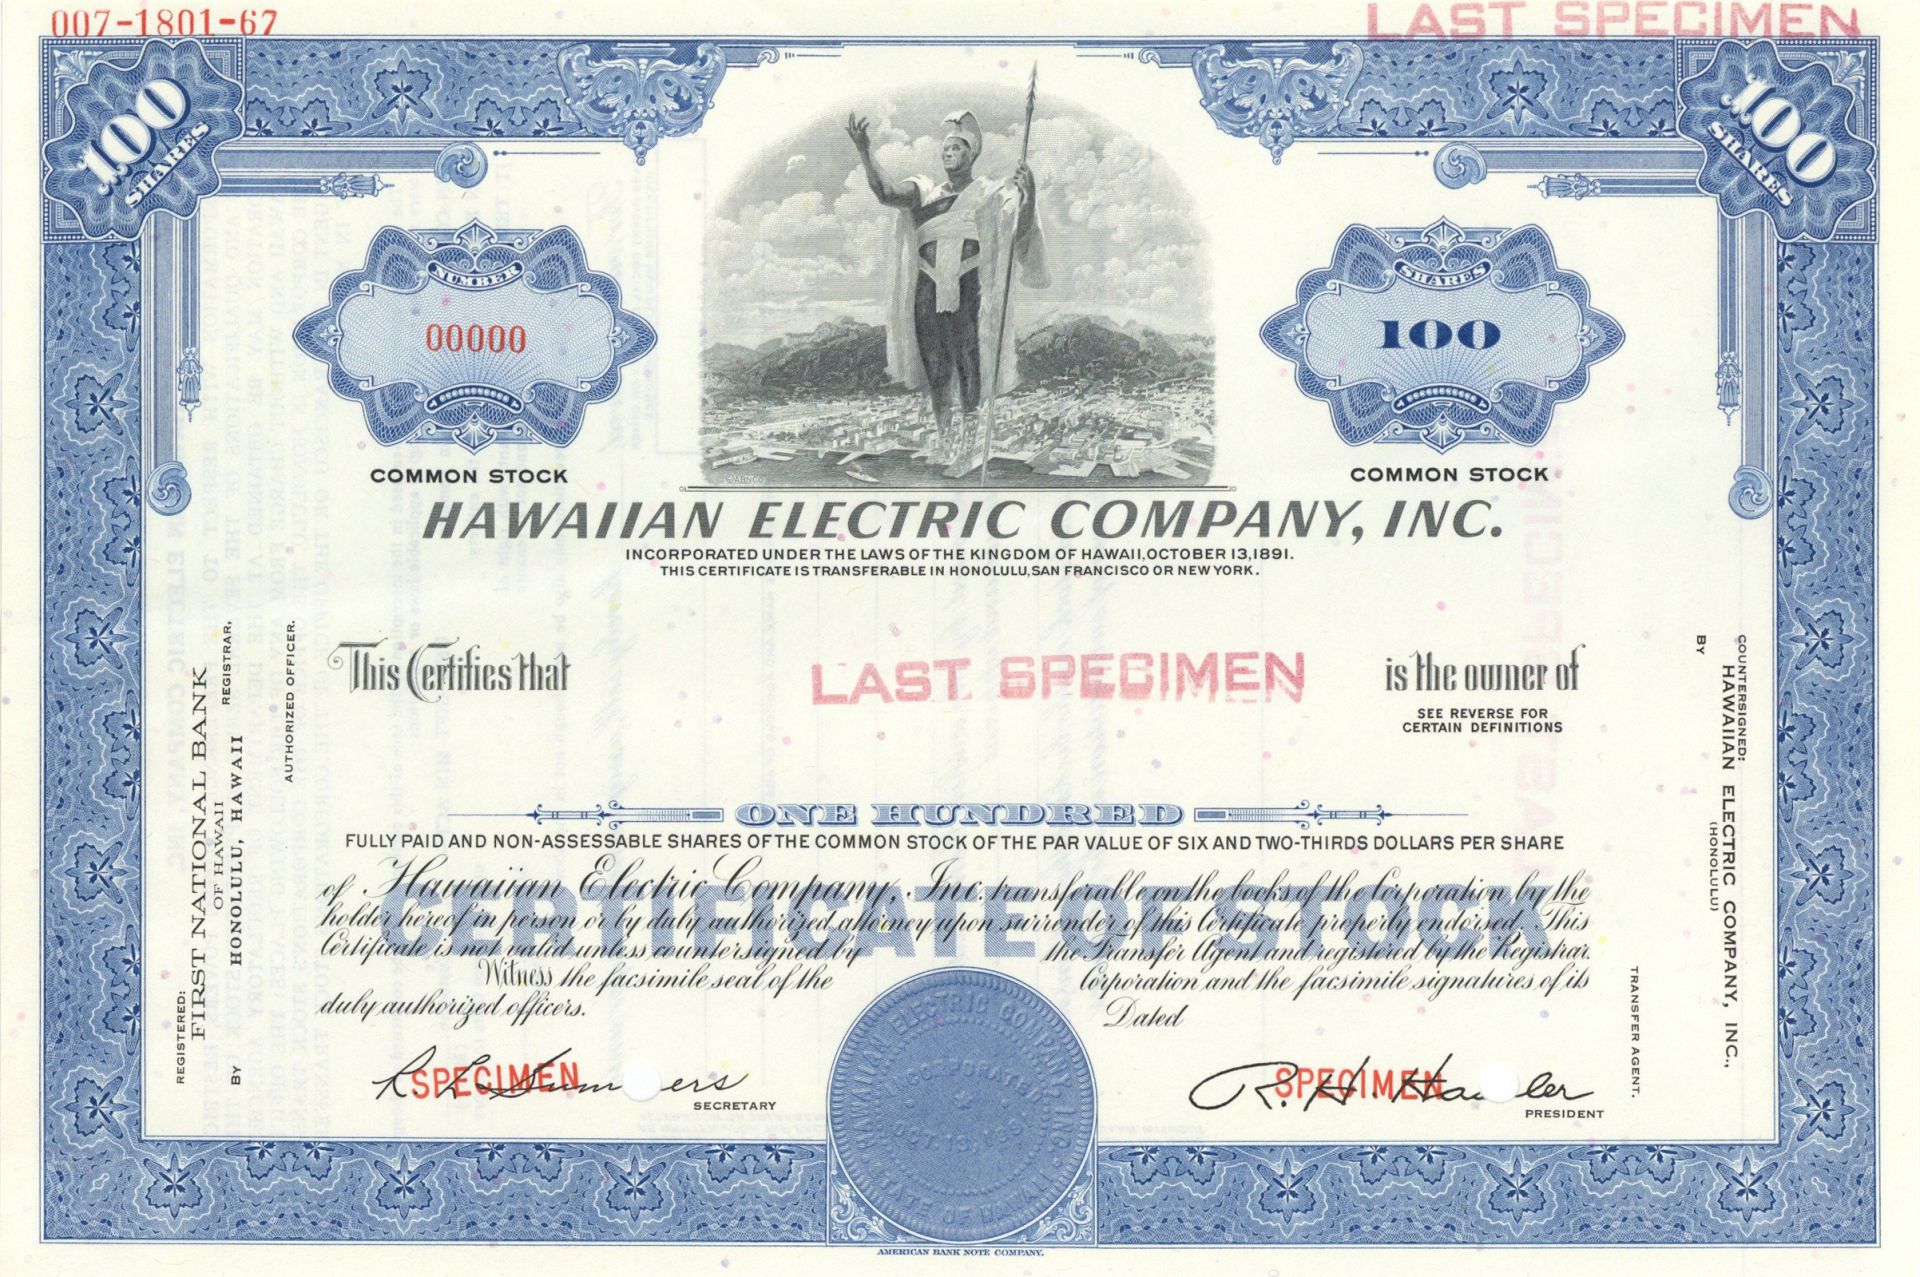 007-1801-67
LAST SPECIMEN
100
SHARES
100
SHARES
NUMBER
00000
COMMON STOCK
SHARES
100
COMMON STOCK
©ABNCO
HAWAIIAN ELECTRIC COMPANY, INC.
INCORPORATED UNDER THE LAWS OF THE KINGDOM OF HAWAII, OCTOBER 13, 1891.
THIS CERTIFICATE IS TRANSFERABLE IN HONOLULU, SAN FRANCISCO OR NEW YORK.
This Certifies that
LAST SPECIMEN
is the owner of
SEE REVERSE FOR
CERTAIN DEFINITIONS
ONE HUNDRED
FULLY PAID AND NON-ASSESSABLE SHARES OF THE COMMON STOCK OF THE PAR VALUE OF SIX AND TWO-THIRDS DOLLARS PER SHARE
CERTIFICATE OF STOCK
of Hawaiian Electric Company, Inc. transferable on the books of the Corporation by the
holder hereof in person or by duly authorized attorney upon surrender of this Certificate properly endorsed. This
Certificate is not valid unless countersigned by the Transfer Agent and registered by the Registrar.
Witness the facsimile seal of the Corporation and the facsimile signatures of its
duly authorized officers.
Dated
R. L. Summers
SPECIMEN
SECRETARY
HAWAIIAN ELECTRIC COMPANY, INC.
STATE OF HAWAII
R. H.
SPECIMEN
PRESIDENT
REGISTERED:
FIRST NATIONAL BANK
OF HAWAII
HONOLULU, HAWAII
REGISTRAR,
BY
AUTHORIZED OFFICER.
COUNTERSIGNED:
HAWAIIAN ELECTRIC COMPANY, INC.,
(HONOLULU)
BY
TRANSFER AGENT.
AMERICAN BANK NOTE COMPANY.